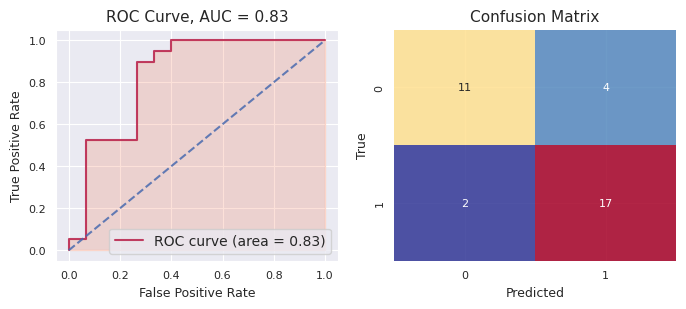 ROC Curve, AUC = 0.83
True Positive Rate
1.0
0.8
0.6
0.4
0.2
0.0
ROC curve (area = 0.83)
0.0 0.2 0.4 0.6 0.8 1.0
False Positive Rate
Confusion Matrix
True
0
11 4
1
2 17
0 1
Predicted